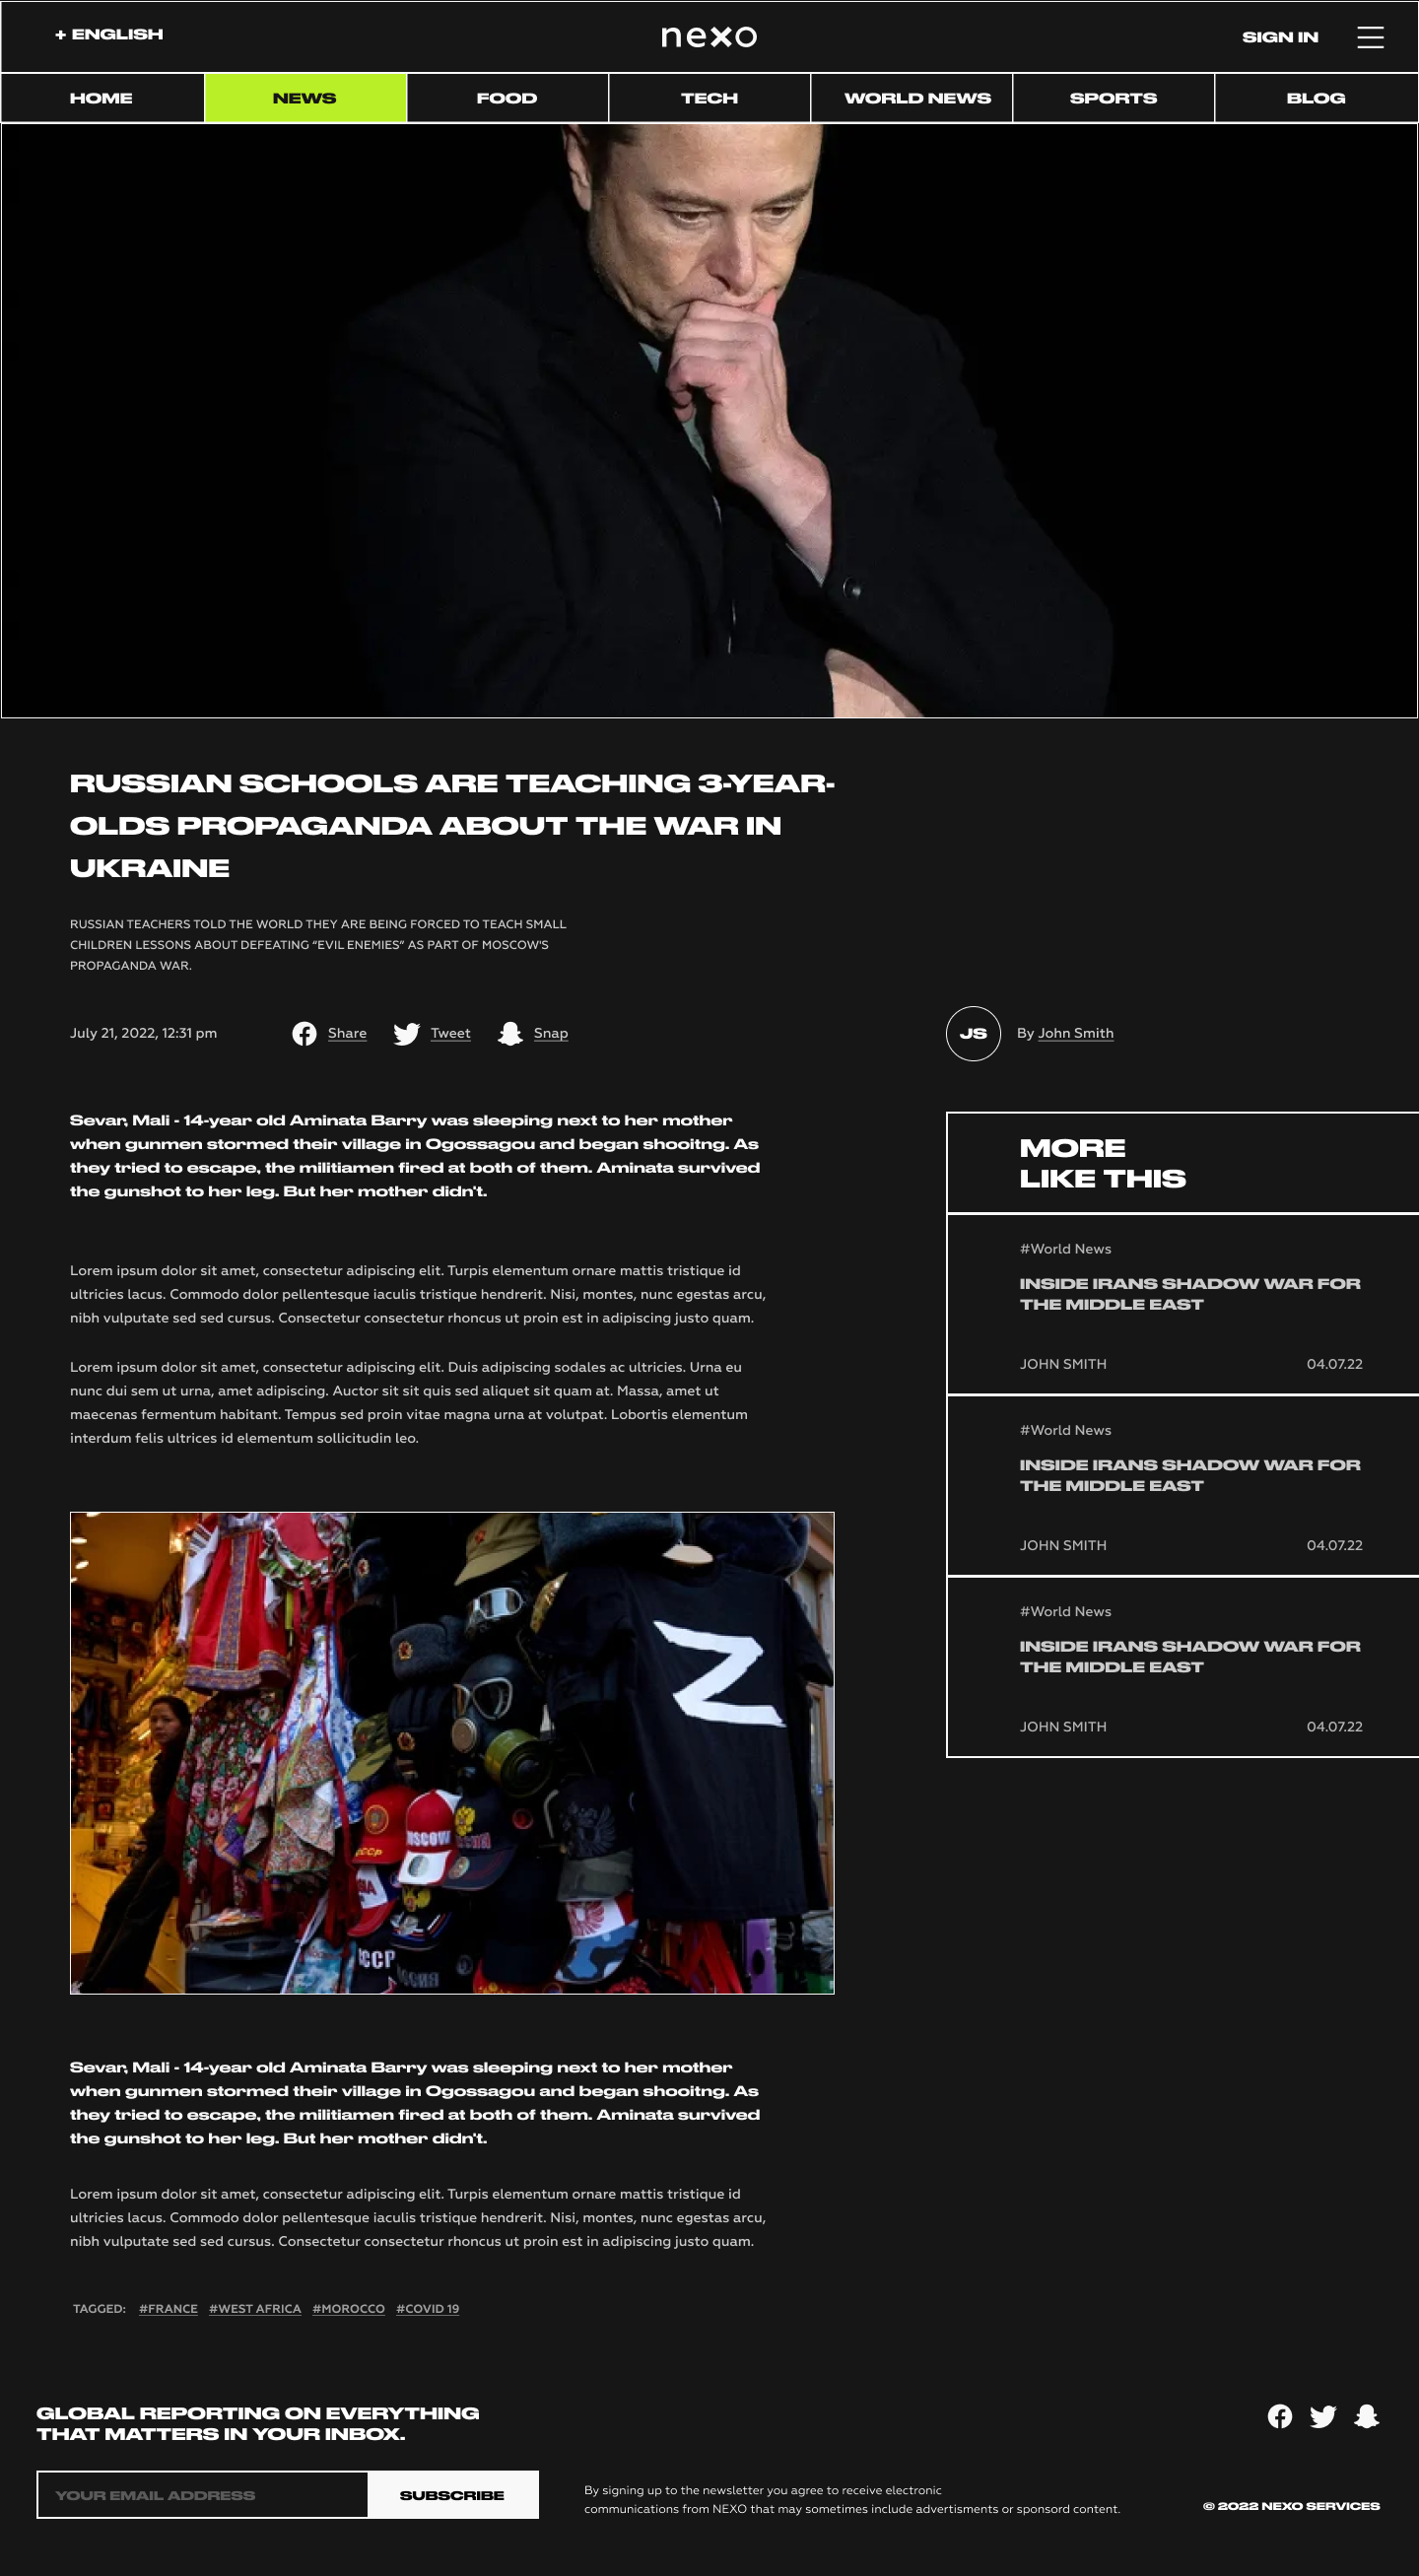 + ENGLISH
nexo
SIGN IN
HOME
NEWS
FOOD
TECH
WORLD NEWS
SPORTS
BLOG
RUSSIAN SCHOOLS ARE TEACHING 3-YEAR-
OLDS PROPAGANDA ABOUT THE WAR IN
UKRAINE
RUSSIAN TEACHERS TOLD THE WORLD THEY ARE BEING FORCED TO TEACH SMALL
CHILDREN LESSONS ABOUT DEFEATING “EVIL ENEMIES” AS PART OF MOSCOW'S
PROPAGANDA WAR.
July 21, 2022, 12:31 pm
Share
Tweet
Snap
JS
By John Smith
Sevar, Mali - 14-year old Aminata Barry was sleeping next to her mother
when gunmen stormed their village in Ogossagou and began shooitng. As
they tried to escape, the militiamen fired at both of them. Aminata survived
the gunshot to her leg. But her mother didn't.
Lorem ipsum dolor sit amet, consectetur adipiscing elit. Turpis elementum ornare mattis tristique id
ultricies lacus. Commodo dolor pellentesque iaculis tristique hendrerit. Nisi, montes, nunc egestas arcu,
nibh vulputate sed sed cursus. Consectetur consectetur rhoncus ut proin est in adipiscing justo quam.
Lorem ipsum dolor sit amet, consectetur adipiscing elit. Duis adipiscing sodales ac ultricies. Urna eu
nunc dui sem ut urna, amet adipiscing. Auctor sit sit quis sed aliquet sit quam at. Massa, amet ut
maecenas fermentum habitant. Tempus sed proin vitae magna urna at volutpat. Lobortis elementum
interdum felis ultrices id elementum sollicitudin leo.
MORE
LIKE THIS
#World News
INSIDE IRANS SHADOW WAR FOR
THE MIDDLE EAST
JOHN SMITH
04.07.22
#World News
INSIDE IRANS SHADOW WAR FOR
THE MIDDLE EAST
JOHN SMITH
04.07.22
#World News
INSIDE IRANS SHADOW WAR FOR
THE MIDDLE EAST
JOHN SMITH
04.07.22
Z
MOSCOW
СССР
СССР
Sevar, Mali - 14-year old Aminata Barry was sleeping next to her mother
when gunmen stormed their village in Ogossagou and began shooitng. As
they tried to escape, the militiamen fired at both of them. Aminata survived
the gunshot to her leg. But her mother didn't.
Lorem ipsum dolor sit amet, consectetur adipiscing elit. Turpis elementum ornare mattis tristique id
ultricies lacus. Commodo dolor pellentesque iaculis tristique hendrerit. Nisi, montes, nunc egestas arcu,
nibh vulputate sed sed cursus. Consectetur consectetur rhoncus ut proin est in adipiscing justo quam.
TAGGED: #FRANCE #WEST AFRICA #MOROCCO #COVID 19
GLOBAL REPORTING ON EVERYTHING
THAT MATTERS IN YOUR INBOX.
YOUR EMAIL ADDRESS
SUBSCRIBE
By signing up to the newsletter you agree to receive electronic
communications from NEXO that may sometimes include advertisments or sponsord content.
© 2022 NEXO SERVICES